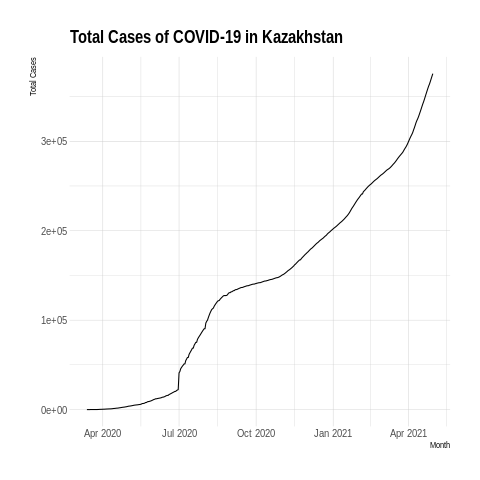 Total Cases of COVID-19 in Kazakhstan
Total Cases
3e+05
2e+05
1e+05
0e+00
Apr 2020
Jul 2020
Oct 2020
Jan 2021
Apr 2021
Month